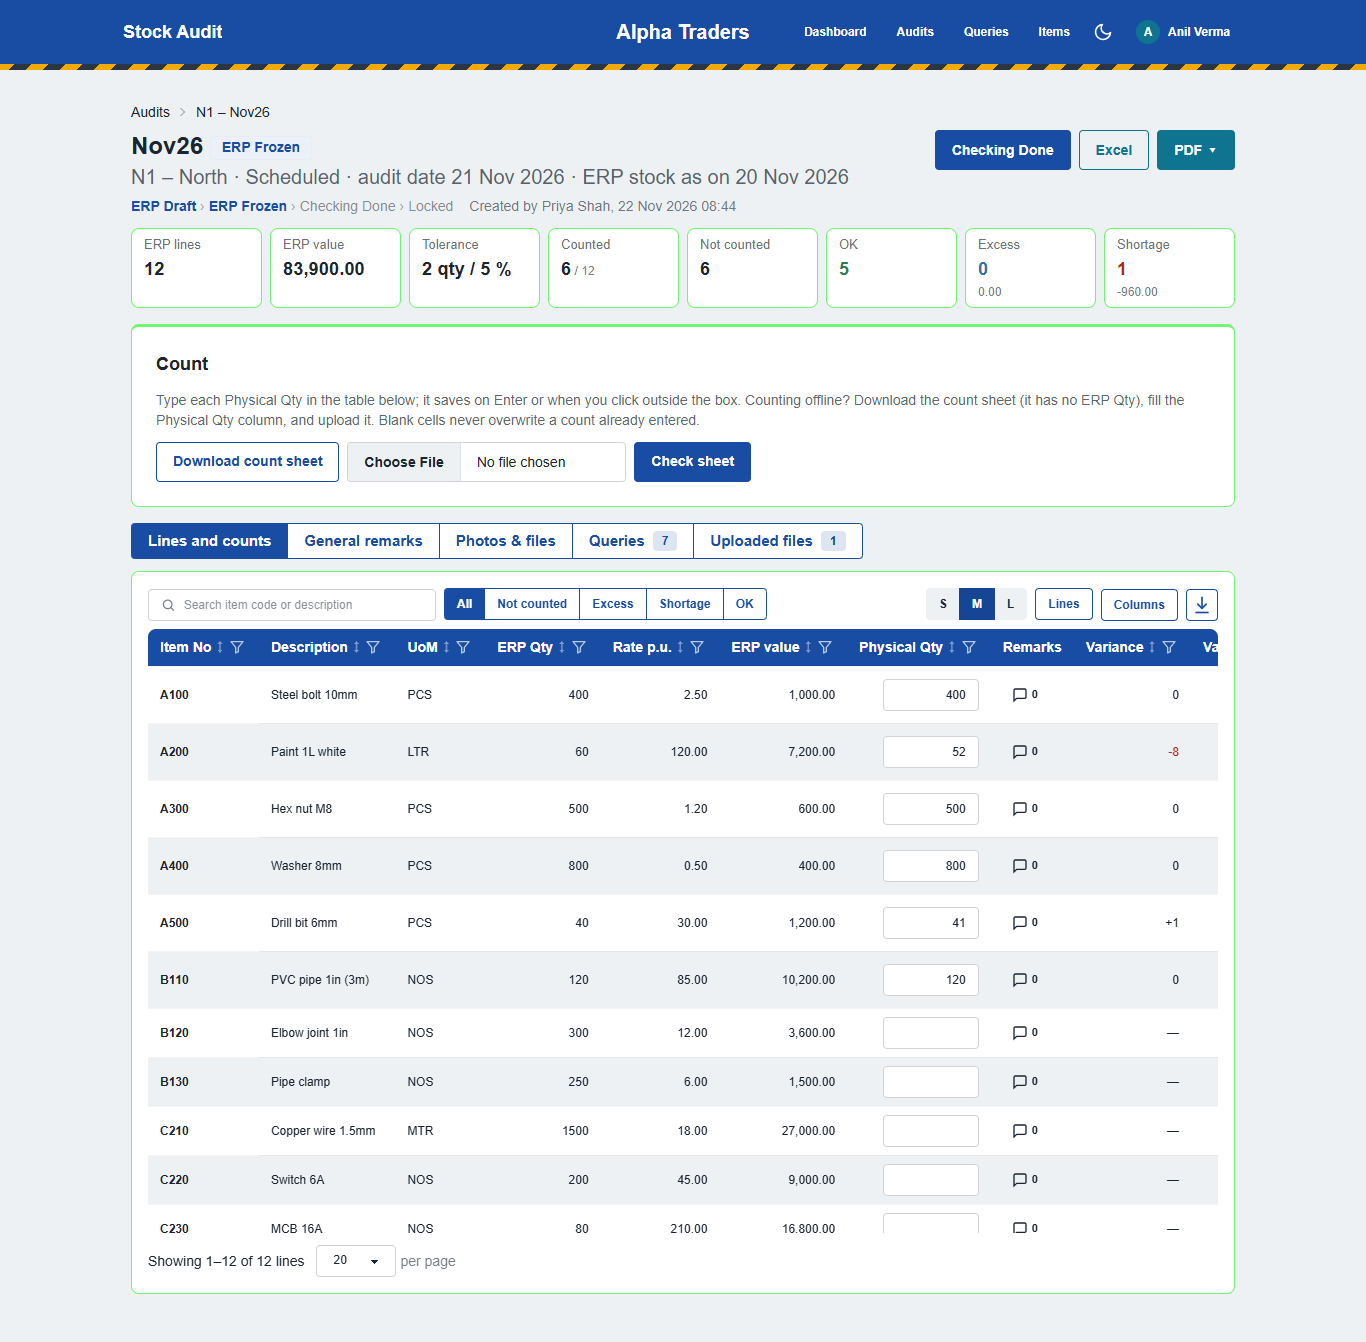 Stock Audit
Alpha Traders
Dashboard Audits Queries Items A Anil Verma
Audits > N1 – Nov26
Nov26 ERP Frozen
Checking Done Excel PDF
N1 – North · Scheduled · audit date 21 Nov 2026 · ERP stock as on 20 Nov 2026
ERP Draft › ERP Frozen › Checking Done › Locked Created by Priya Shah, 22 Nov 2026 08:44
ERP lines ERP value Tolerance Counted Not counted OK Excess Shortage
12 83,900.00 2 qty / 5 % 6 / 12 6 5 0 1
0.00 -960.00
Count
Type each Physical Qty in the table below; it saves on Enter or when you click outside the box. Counting offline? Download the count sheet (it has no ERP Qty), fill the
Physical Qty column, and upload it. Blank cells never overwrite a count already entered.
Download count sheet Choose File No file chosen Check sheet
Lines and counts General remarks Photos & files Queries 7 Uploaded files 1
Search item code or description All Not counted Excess Shortage OK S M L Lines Columns
Item No Description UoM ERP Qty Rate p.u. ERP value Physical Qty Remarks Variance Va
A100 Steel bolt 10mm PCS 400 2.50 1,000.00 400 0 0
A200 Paint 1L white LTR 60 120.00 7,200.00 52 0 -8
A300 Hex nut M8 PCS 500 1.20 600.00 500 0 0
A400 Washer 8mm PCS 800 0.50 400.00 800 0 0
A500 Drill bit 6mm PCS 40 30.00 1,200.00 41 0 +1
B110 PVC pipe 1in (3m) NOS 120 85.00 10,200.00 120 0 0
B120 Elbow joint 1in NOS 300 12.00 3,600.00 0 —
B130 Pipe clamp NOS 250 6.00 1,500.00 0 —
C210 Copper wire 1.5mm MTR 1500 18.00 27,000.00 0 —
C220 Switch 6A NOS 200 45.00 9,000.00 0 —
C230 MCB 16A NOS 80 210.00 16,800.00 0 —
Showing 1–12 of 12 lines 20 per page